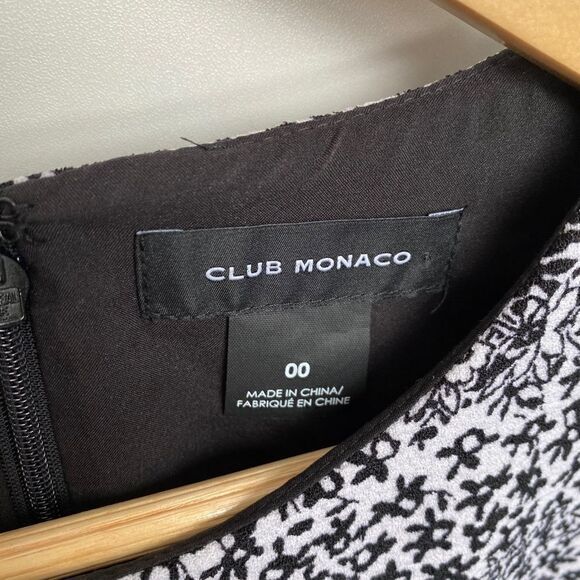 CLUB MONACO
00
MADE IN CHINA/
FABRIQUÉ EN CHINE